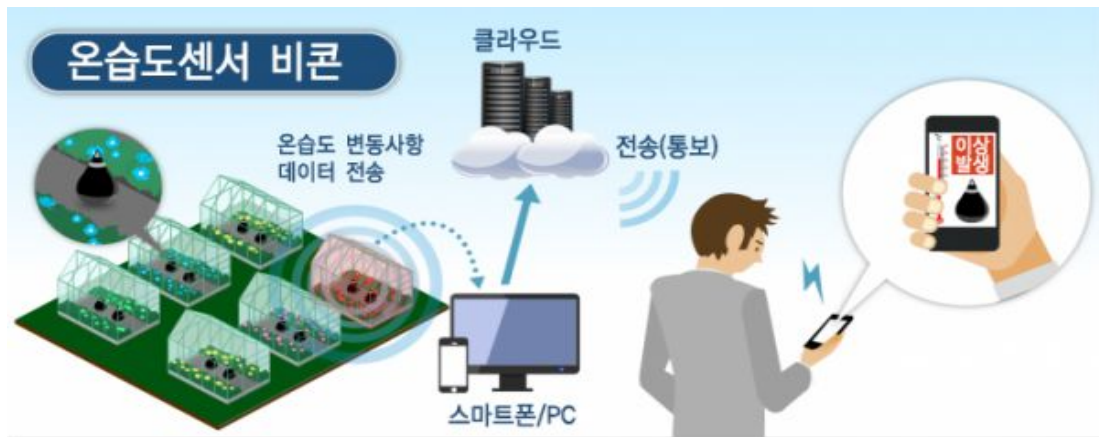 온습도센서 비콘
클라우드
온습도 변동사항
데이터 전송
전송(통보)
이상
발생
스마트폰/PC